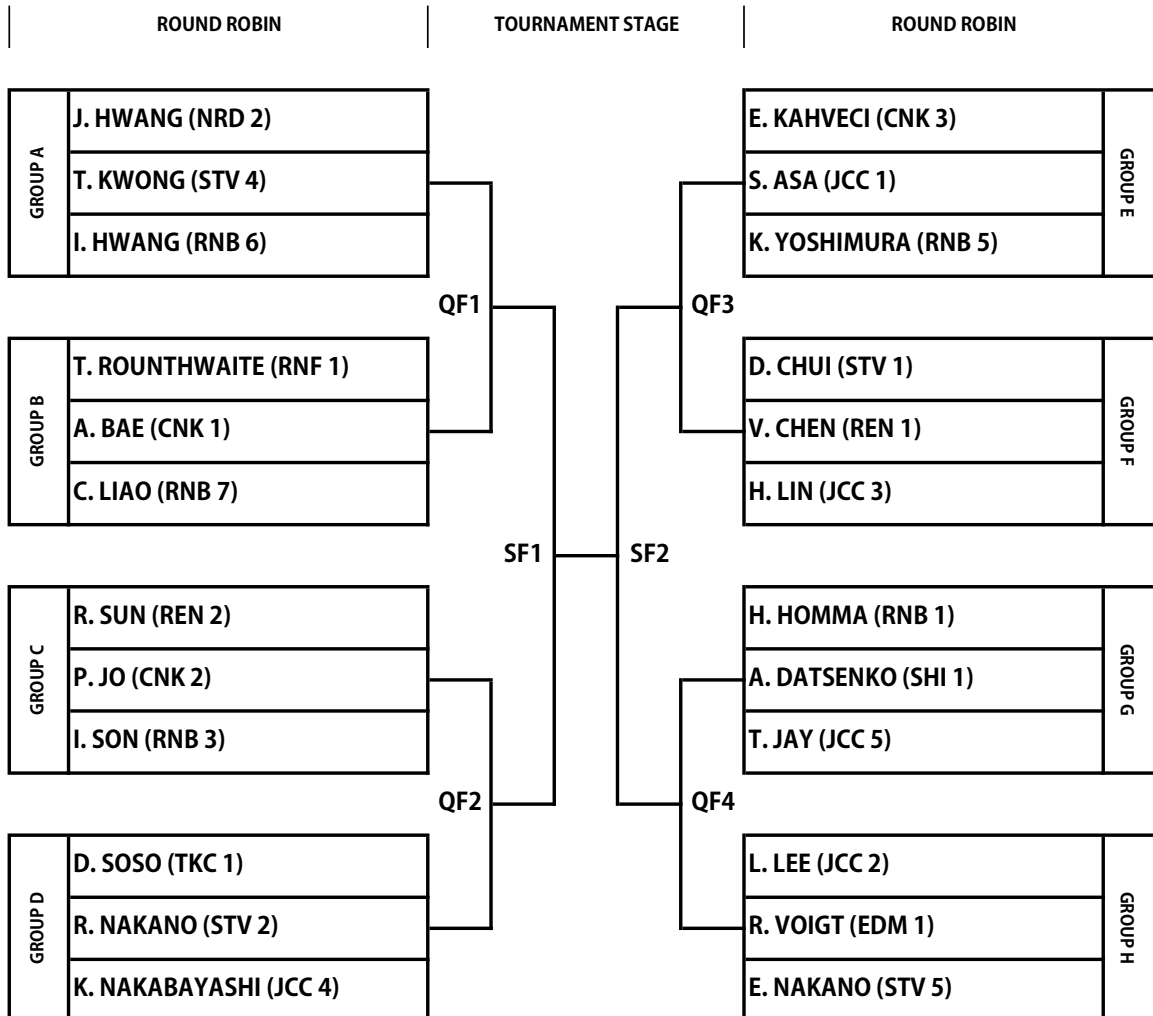 ROUND ROBIN
TOURNAMENT STAGE
ROUND ROBIN
GROUP A
J. HWANG (NRD 2)
T. KWONG (STV 4)
I. HWANG (RNB 6)
GROUP B
T. ROUNTHWAITE (RNF 1)
A. BAE (CNK 1)
C. LIAO (RNB 7)
GROUP C
R. SUN (REN 2)
P. JO (CNK 2)
I. SON (RNB 3)
GROUP D
D. SOSO (TKC 1)
R. NAKANO (STV 2)
K. NAKABAYASHI (JCC 4)
QF1
QF2
SF1
SF2
QF3
QF4
E. KAHVECI (CNK 3)
S. ASA (JCC 1)
K. YOSHIMURA (RNB 5)
GROUP E
D. CHUI (STV 1)
V. CHEN (REN 1)
H. LIN (JCC 3)
GROUP F
H. HOMMA (RNB 1)
A. DATSENKO (SHI 1)
T. JAY (JCC 5)
GROUP G
L. LEE (JCC 2)
R. VOIGT (EDM 1)
E. NAKANO (STV 5)
GROUP H